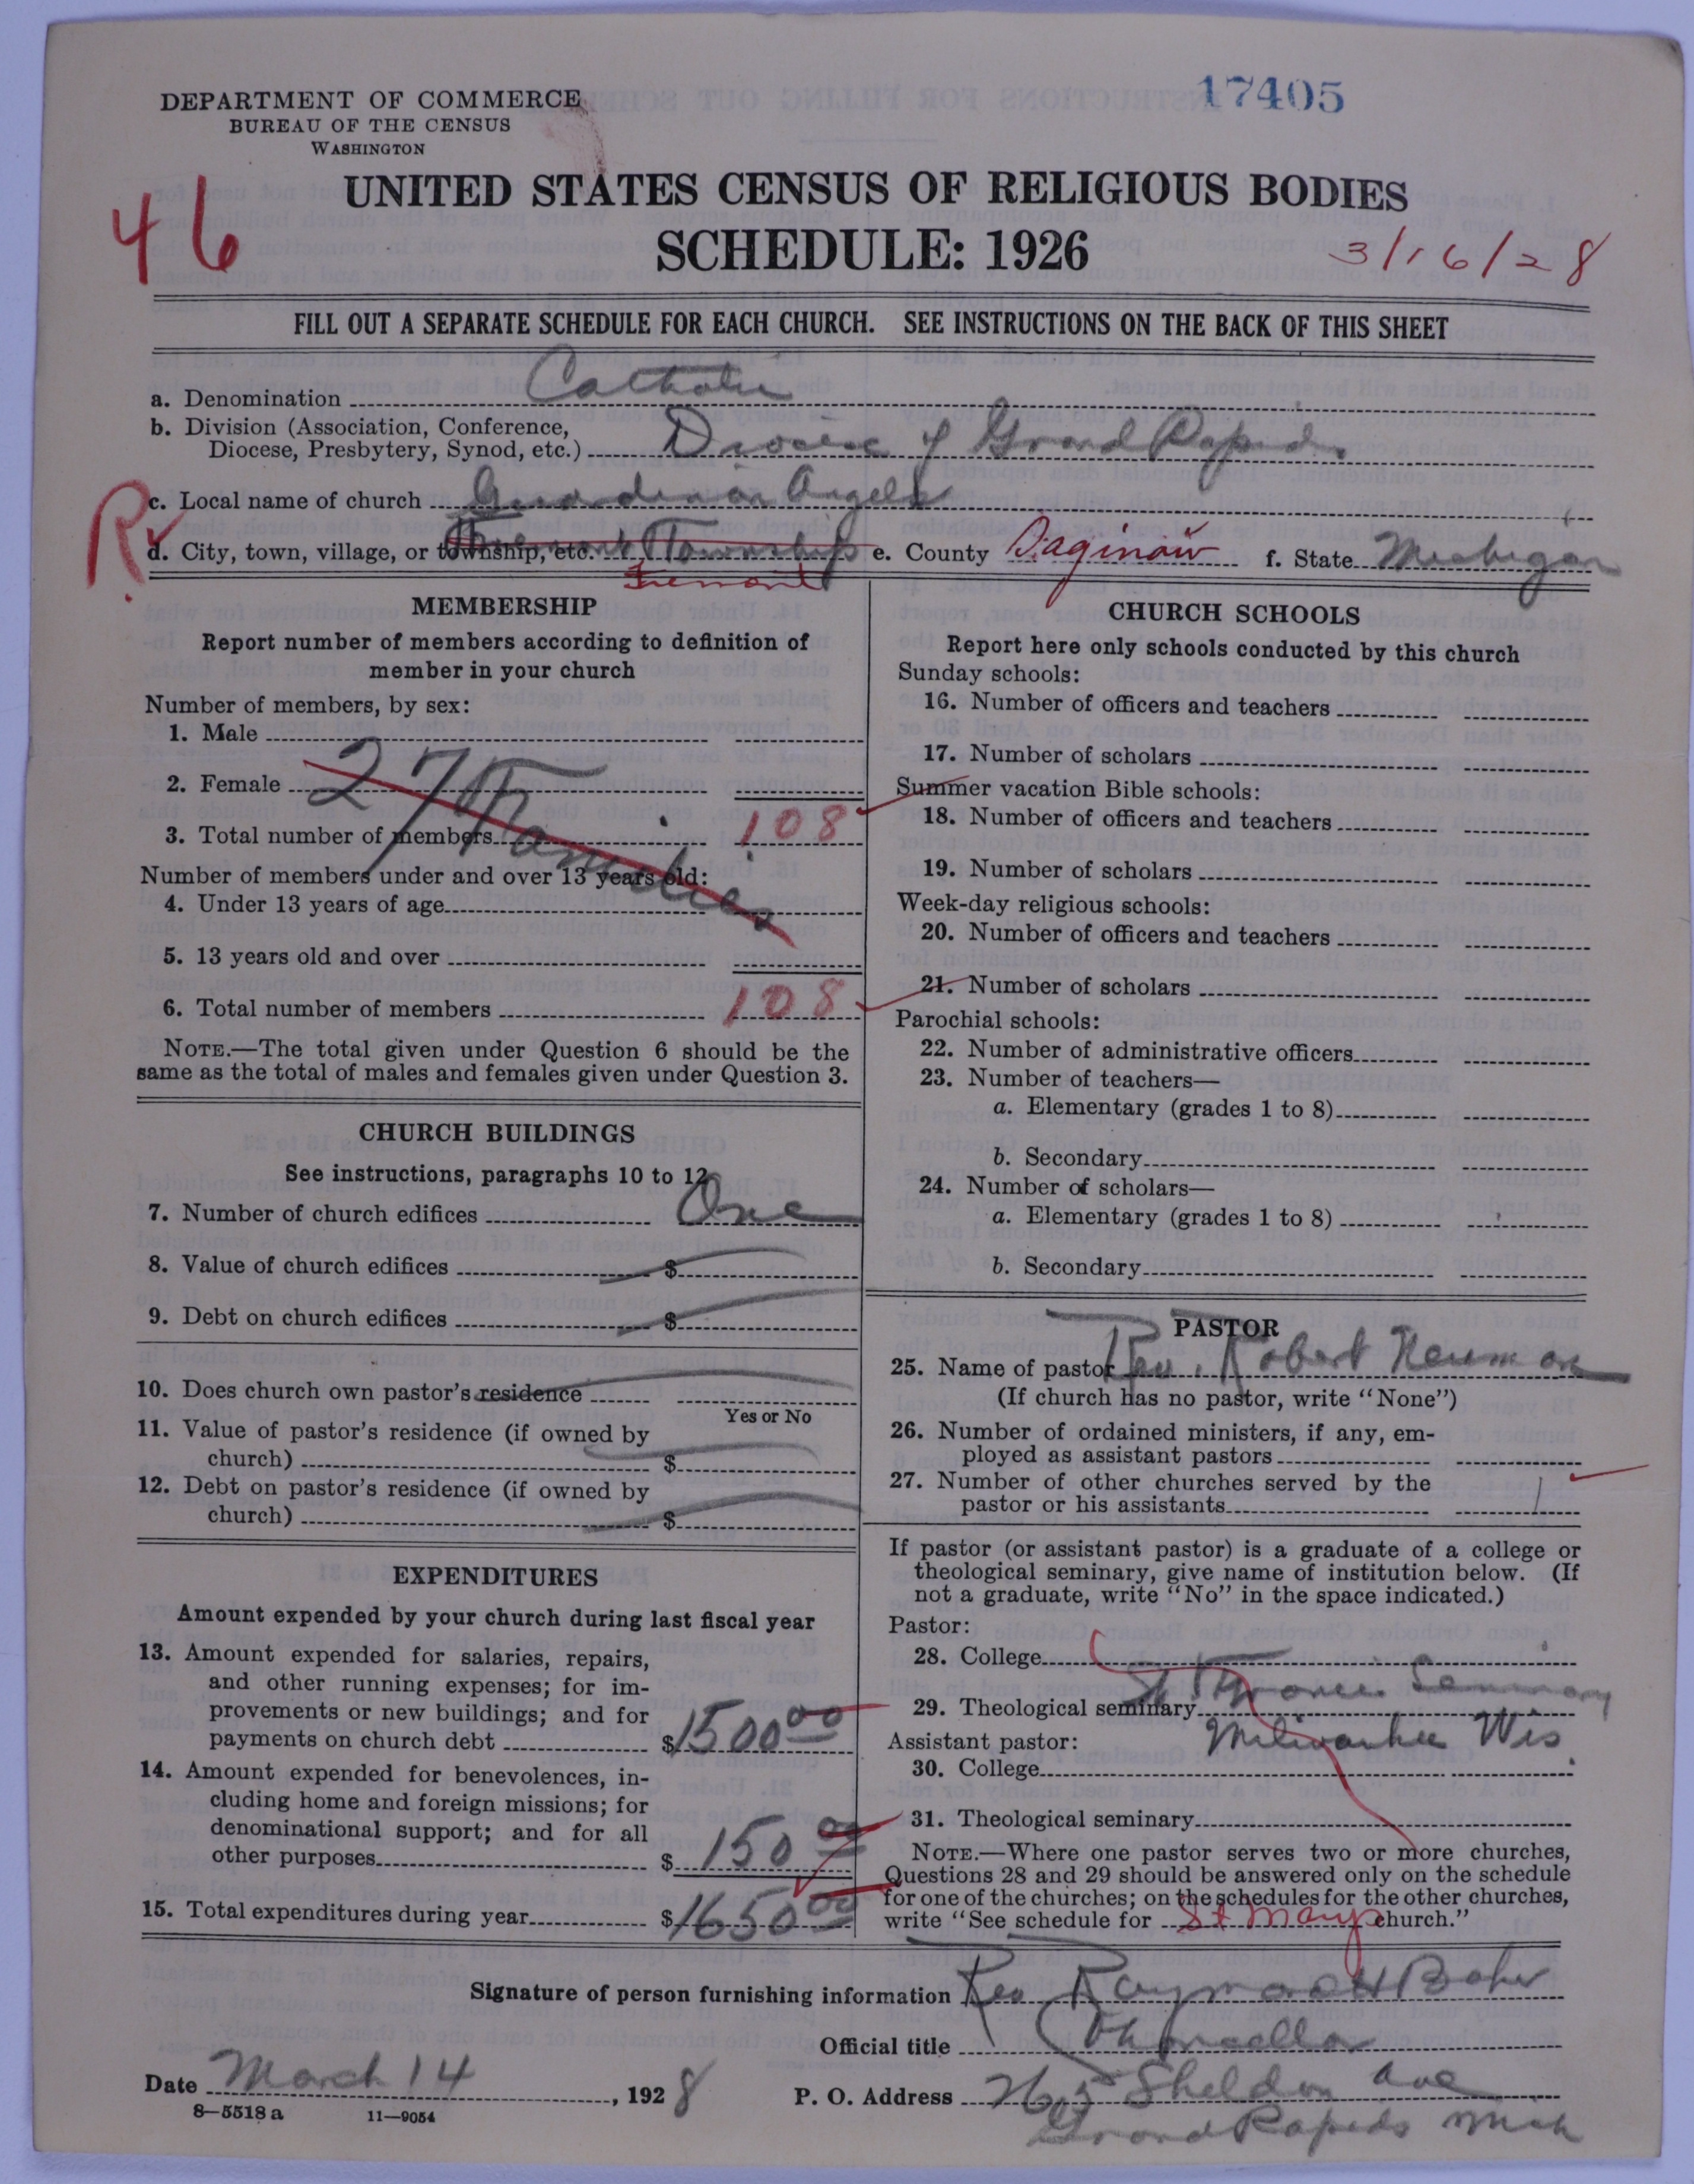 17405
DEPARTMENT OF COMMERCE
BUREAU OF THE CENSUS
WASHINGTON
46
UNITED STATES CENSUS OF RELIGIOUS BODIES
SCHEDULE: 1926
3/16/28
FILL OUT A SEPARATE SCHEDULE FOR EACH CHURCH. SEE INSTRUCTIONS ON THE BACK OF THIS SHEET
a. Denomination Catholic
b. Division (Association, Conference,
Diocese, Presbytery, Synod, etc.) Diocese of Grand Rapids
c. Local name of church Guardian Angels
R
d. City, town, village, or township, etc. Fremont Township e. County Saginaw f. State Michigan
Fremont
MEMBERSHIP
Report number of members according to definition of
member in your church
Number of members, by sex:
1. Male
2. Female
27 Families
3. Total number of members 108
Number of members under and over 13 years old:
4. Under 13 years of age
5. 13 years old and over
6. Total number of members 108
NOTE.—The total given under Question 6 should be the
same as the total of males and females given under Question 3.
CHURCH BUILDINGS
See instructions, paragraphs 10 to 12
7. Number of church edifices One
8. Value of church edifices $
9. Debt on church edifices $
10. Does church own pastor's residence
Yes or No
11. Value of pastor's residence (if owned by
church) $
12. Debt on pastor's residence (if owned by
church) $
EXPENDITURES
Amount expended by your church during last fiscal year
13. Amount expended for salaries, repairs,
and other running expenses; for im-
provements or new buildings; and for
payments on church debt $1500 00
14. Amount expended for benevolences, in-
cluding home and foreign missions; for
denominational support; and for all
other purposes $150 00
15. Total expenditures during year $1650 00
CHURCH SCHOOLS
Report here only schools conducted by this church
Sunday schools:
16. Number of officers and teachers
17. Number of scholars
Summer vacation Bible schools:
18. Number of officers and teachers
19. Number of scholars
Week-day religious schools:
20. Number of officers and teachers
21. Number of scholars
Parochial schools:
22. Number of administrative officers
23. Number of teachers—
a. Elementary (grades 1 to 8)
b. Secondary
24. Number of scholars—
a. Elementary (grades 1 to 8)
b. Secondary
PASTOR
25. Name of pastor Rev. Robert Neuman
(If church has no pastor, write "None")
26. Number of ordained ministers, if any, em-
ployed as assistant pastors
27. Number of other churches served by the
pastor or his assistants 1
If pastor (or assistant pastor) is a graduate of a college or
theological seminary, give name of institution below. (If
not a graduate, write "No" in the space indicated.)
Pastor:
28. College
29. Theological seminary St Francis Seminary
Milwaukee Wis
Assistant pastor:
30. College
31. Theological seminary
NOTE.—Where one pastor serves two or more churches,
Questions 28 and 29 should be answered only on the schedule
for one of the churches; on the schedules for the other churches,
write "See schedule for St Marys church."
Signature of person furnishing information Rev Raymond H Baker
Official title Chancellor
Date March 14, 1928
P. O. Address 265 Sheldon Ave
Grand Rapids Mich
8—5518 a 11—9054